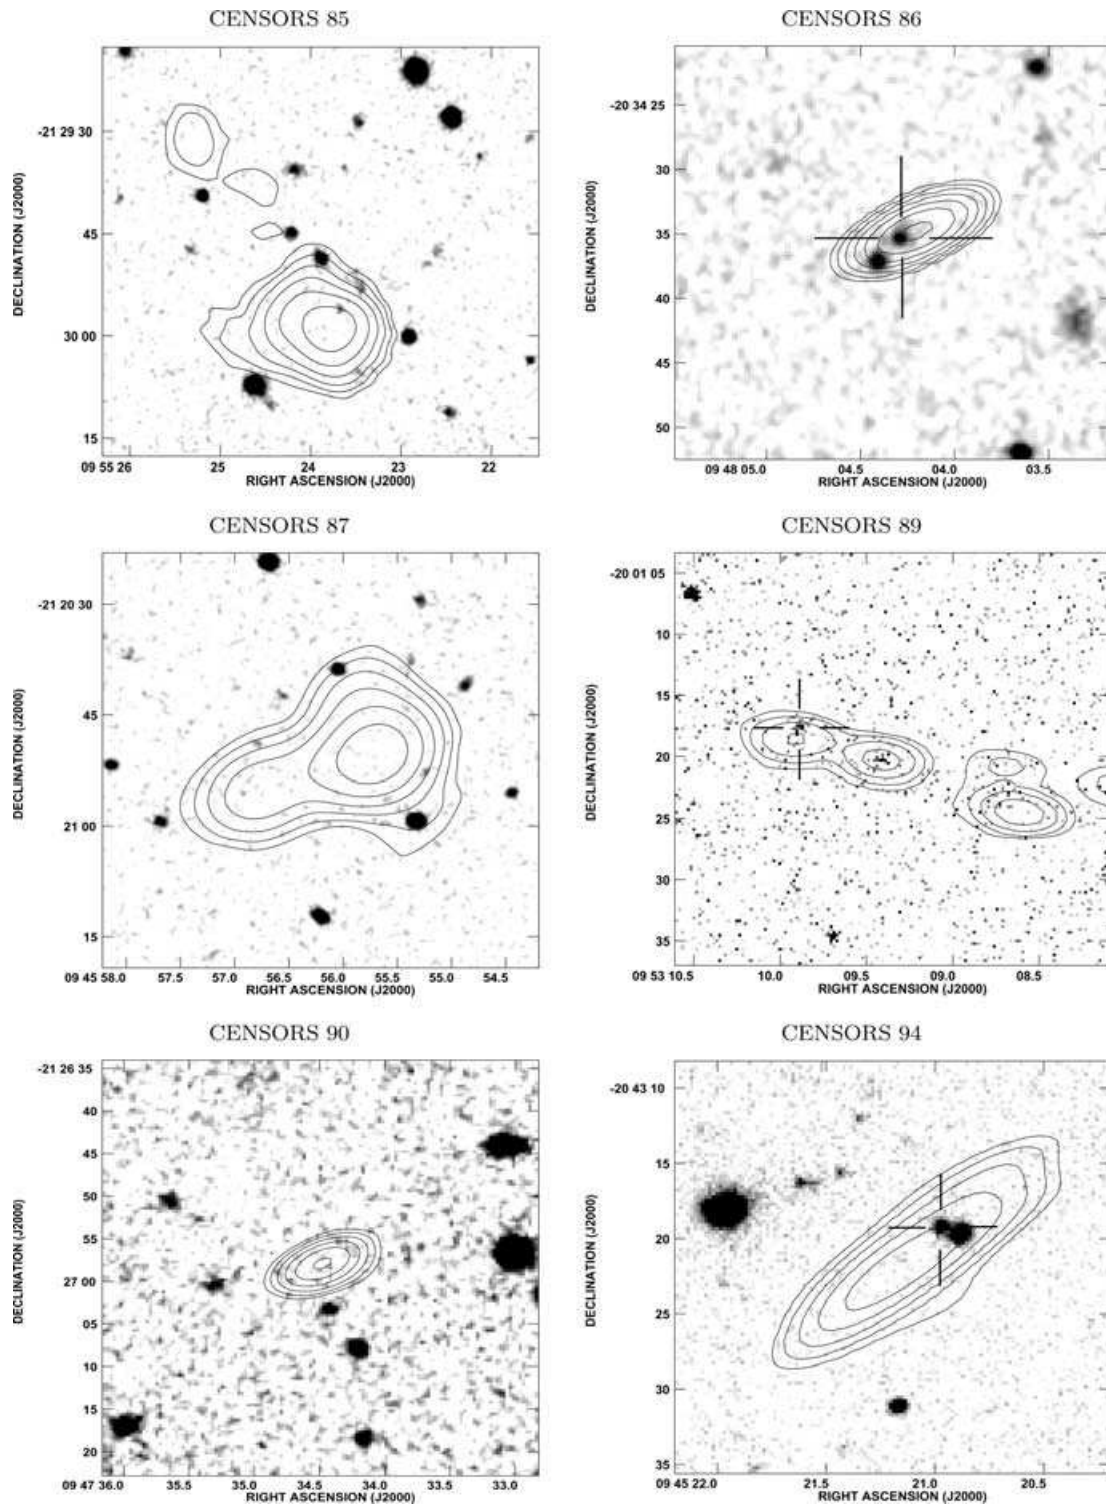 CENSORS 85
CENSORS 86
DECLINATION (J2000)
-21 29 30
45
30 00
15
09 55 26
25
24
23
22
RIGHT ASCENSION (J2000)
DECLINATION (J2000)
-20 34 25
30
35
40
45
50
09 48 05.0
04.5
04.0
03.5
RIGHT ASCENSION (J2000)
CENSORS 87
CENSORS 89
DECLINATION (J2000)
-21 20 30
45
21 00
15
09 45 58.0
57.5
57.0
56.5
56.0
55.5
55.0
54.5
RIGHT ASCENSION (J2000)
DECLINATION (J2000)
-20 01 05
10
15
20
25
30
35
09 53 10.5
10.0
09.5
09.0
08.5
RIGHT ASCENSION (J2000)
CENSORS 90
CENSORS 94
DECLINATION (J2000)
-21 26 35
40
45
50
55
27 00
05
10
15
20
09 47 36.0
35.5
35.0
34.5
34.0
33.5
33.0
RIGHT ASCENSION (J2000)
DECLINATION (J2000)
-20 43 10
15
20
25
30
35
09 45 22.0
21.5
21.0
20.5
RIGHT ASCENSION (J2000)